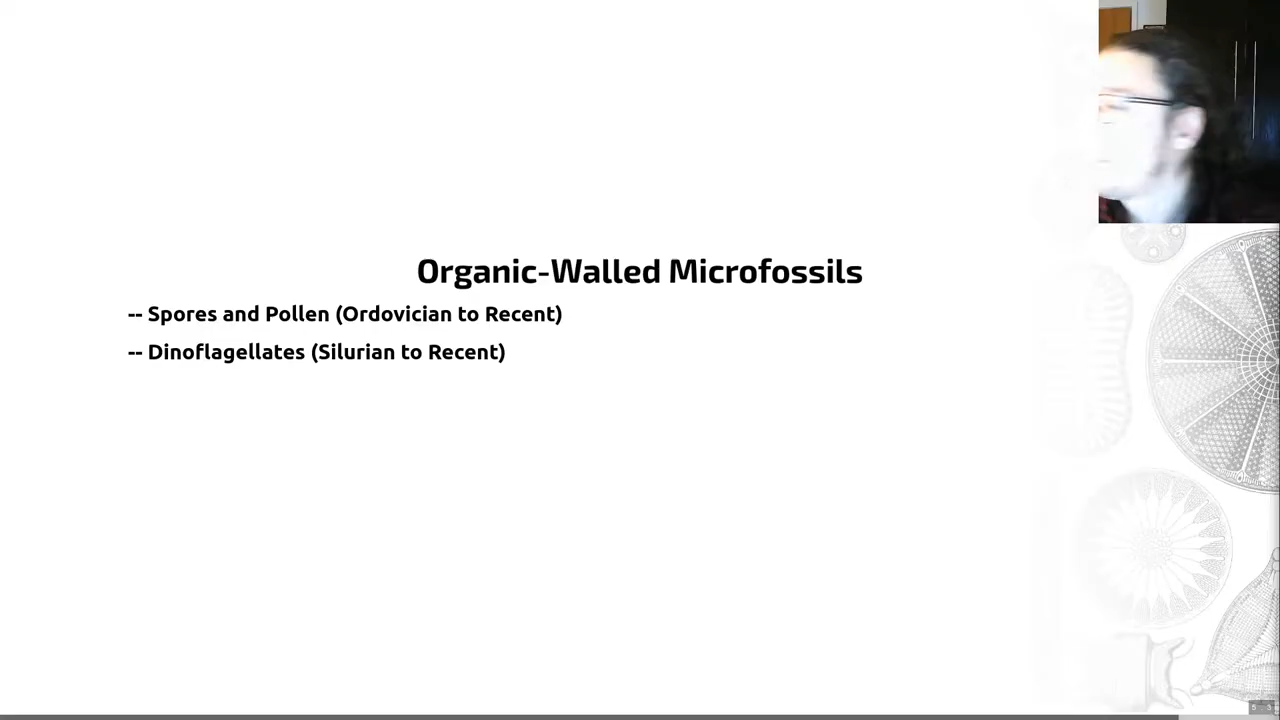 Organic-Walled Microfossils
-- Spores and Pollen (Ordovician to Recent)
-- Dinoflagellates (Silurian to Recent)